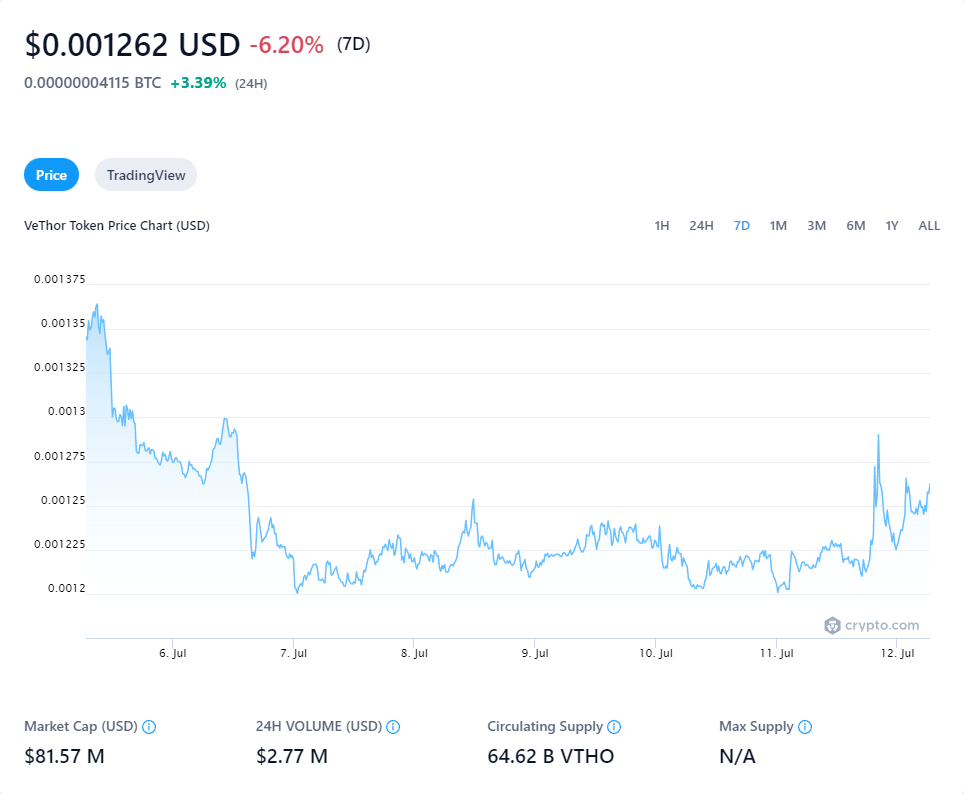 $0.001262 USD -6.20% (7D)
0.00000004115 BTC +3.39% (24H)
Price TradingView
VeThor Token Price Chart (USD) 1H 24H 7D 1M 3M 6M 1Y ALL
0.001375
0.00135
0.001325
0.0013
0.001275
0.00125
0.001225
0.0012
crypto.com
6. Jul 7. Jul 8. Jul 9. Jul 10. Jul 11. Jul 12. Jul
Market Cap (USD) 24H VOLUME (USD) Circulating Supply Max Supply
$81.57 M $2.77 M 64.62 B VTHO N/A